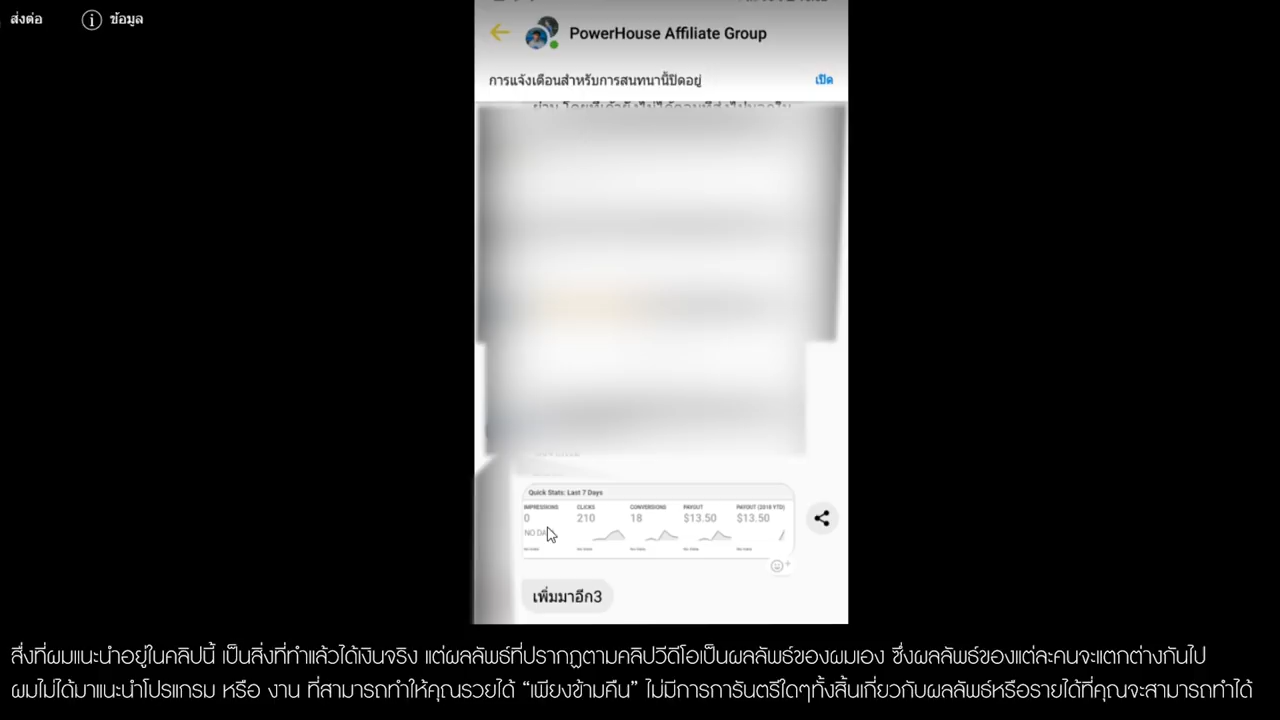 ส่งต่อ
ข้อมูล
PowerHouse Affiliate Group
การแจ้งเตือนสำหรับการสนทนานี้ปิดอยู่
เปิด
Quick Stats: Last 7 Days
IMPRESSIONS CLICKS CONVERSIONS PAYOUT PAYOUT (2018 YTD)
0 210 18 $13.50 $13.50
NO DA
เพิ่มมาอีก3
สิ่งที่ผมแนะนำอยู่ในคลิปนี้ เป็นสิ่งที่ทำแล้วได้เงินจริง แต่ผลลัพธ์ที่ปรากฏตามคลิปวีดีโอเป็นผลลัพธ์ของผมเอง ซึ่งผลลัพธ์ของแต่ละคนจะแตกต่างกันไป
ผมไม่ได้มาแนะนำโปรแกรม หรือ งาน ที่สามารถทำให้คุณรวยได้ “เพียงข้ามคืน” ไม่มีการการันตรีใดๆทั้งสิ้นเกี่ยวกับผลลัพธ์หรือรายได้ที่คุณจะสามารถทำได้